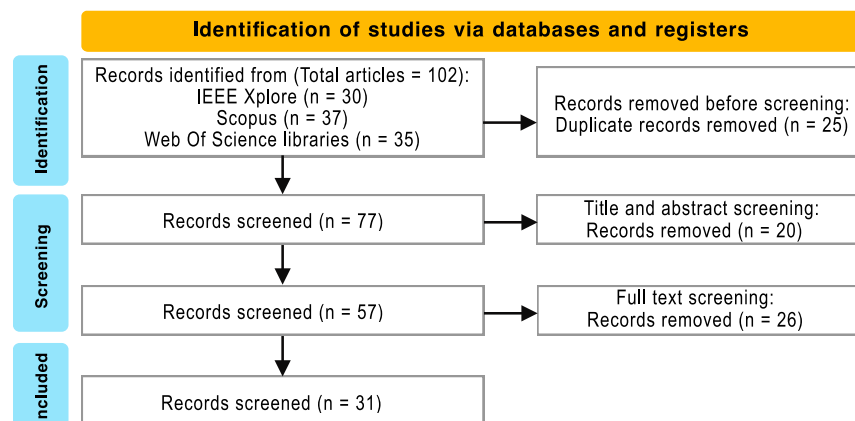 Identification of studies via databases and registers
Identification
Records identified from (Total articles = 102):
IEEE Xplore (n = 30)
Scopus (n = 37)
Web Of Science libraries (n = 35)
Records removed before screening:
Duplicate records removed (n = 25)
Screening
Records screened (n = 77)
Title and abstract screening:
Records removed (n = 20)
Records screened (n = 57)
Full text screening:
Records removed (n = 26)
ncluded
Records screened (n = 31)